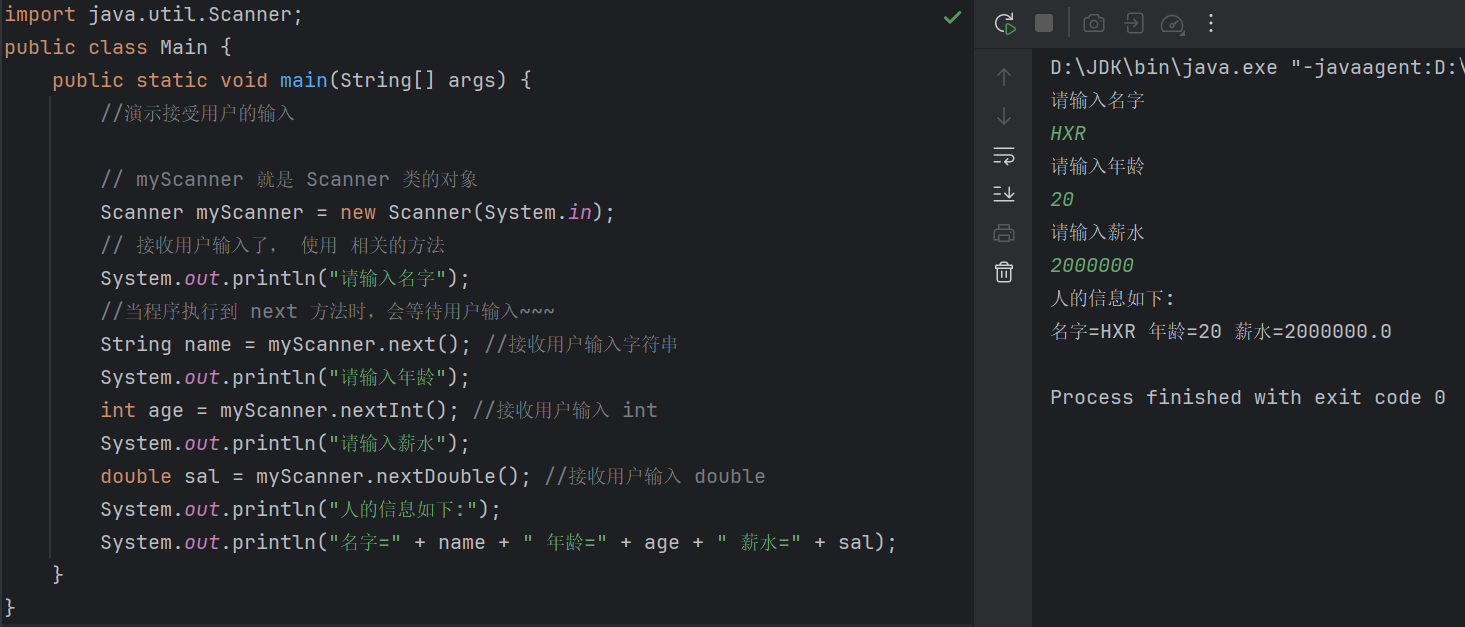 import java.util.Scanner;
public class Main {
    public static void main(String[] args) {
        //演示接受用户的输入
        // myScanner 就是 Scanner 类的对象
        Scanner myScanner = new Scanner(System.in);
        // 接收用户输入了， 使用 相关的方法
        System.out.println("请输入名字");
        //当程序执行到 next 方法时，会等待用户输入~~~
        String name = myScanner.next(); //接收用户输入字符串
        System.out.println("请输入年龄");
        int age = myScanner.nextInt(); //接收用户输入 int
        System.out.println("请输入薪水");
        double sal = myScanner.nextDouble(); //接收用户输入 double
        System.out.println("人的信息如下:");
        System.out.println("名字=" + name + " 年龄=" + age + " 薪水=" + sal);
    }
}
D:\JDK\bin\java.exe "-javaagent:D:\
请输入名字
HXR
请输入年龄
20
请输入薪水
2000000
人的信息如下:
名字=HXR 年龄=20 薪水=2000000.0
Process finished with exit code 0